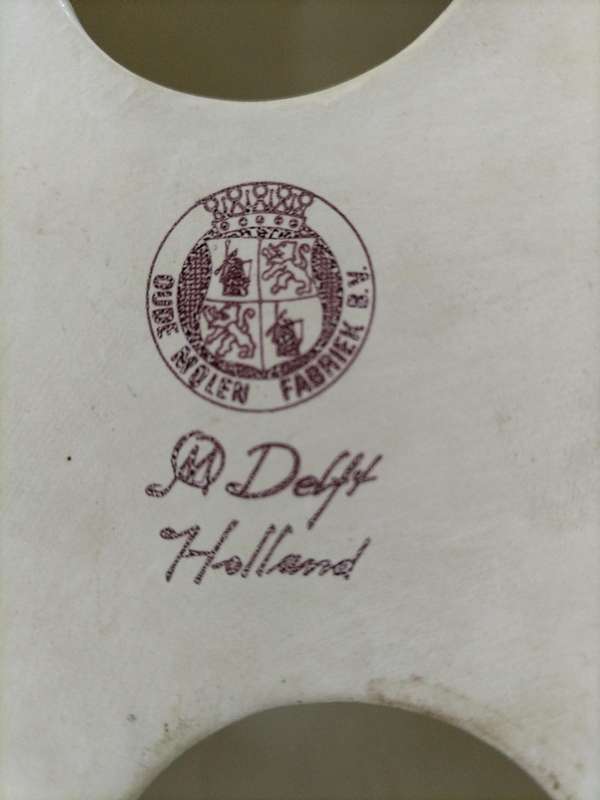 OUDE MOLEN FABRIEK B.V.
M Delft
Holland